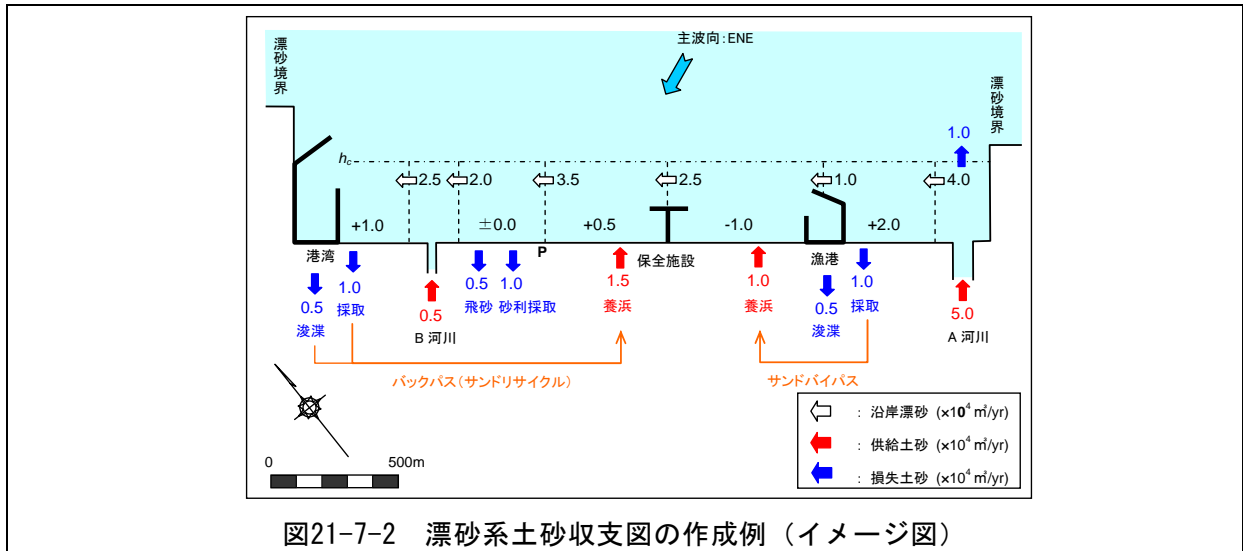 主波向:ENE
漂砂境界
漂砂境界
1.0
hc
2.5
2.0
3.5
2.5
1.0
4.0
+1.0
±0.0
+0.5
-1.0
+2.0
港湾
P
保全施設
漁港
0.5
浚渫
1.0
採取
0.5
B 河川
0.5
飛砂
1.0
砂利採取
1.5
養浜
1.0
養浜
0.5
浚渫
1.0
採取
5.0
A 河川
バックパス(サンドリサイクル)
サンドバイパス
0 500m
: 沿岸漂砂 (×10⁴ ㎥/yr)
: 供給土砂 (×10⁴ ㎥/yr)
: 損失土砂 (×10⁴ ㎥/yr)
図21-7-2 漂砂系土砂収支図の作成例（イメージ図）